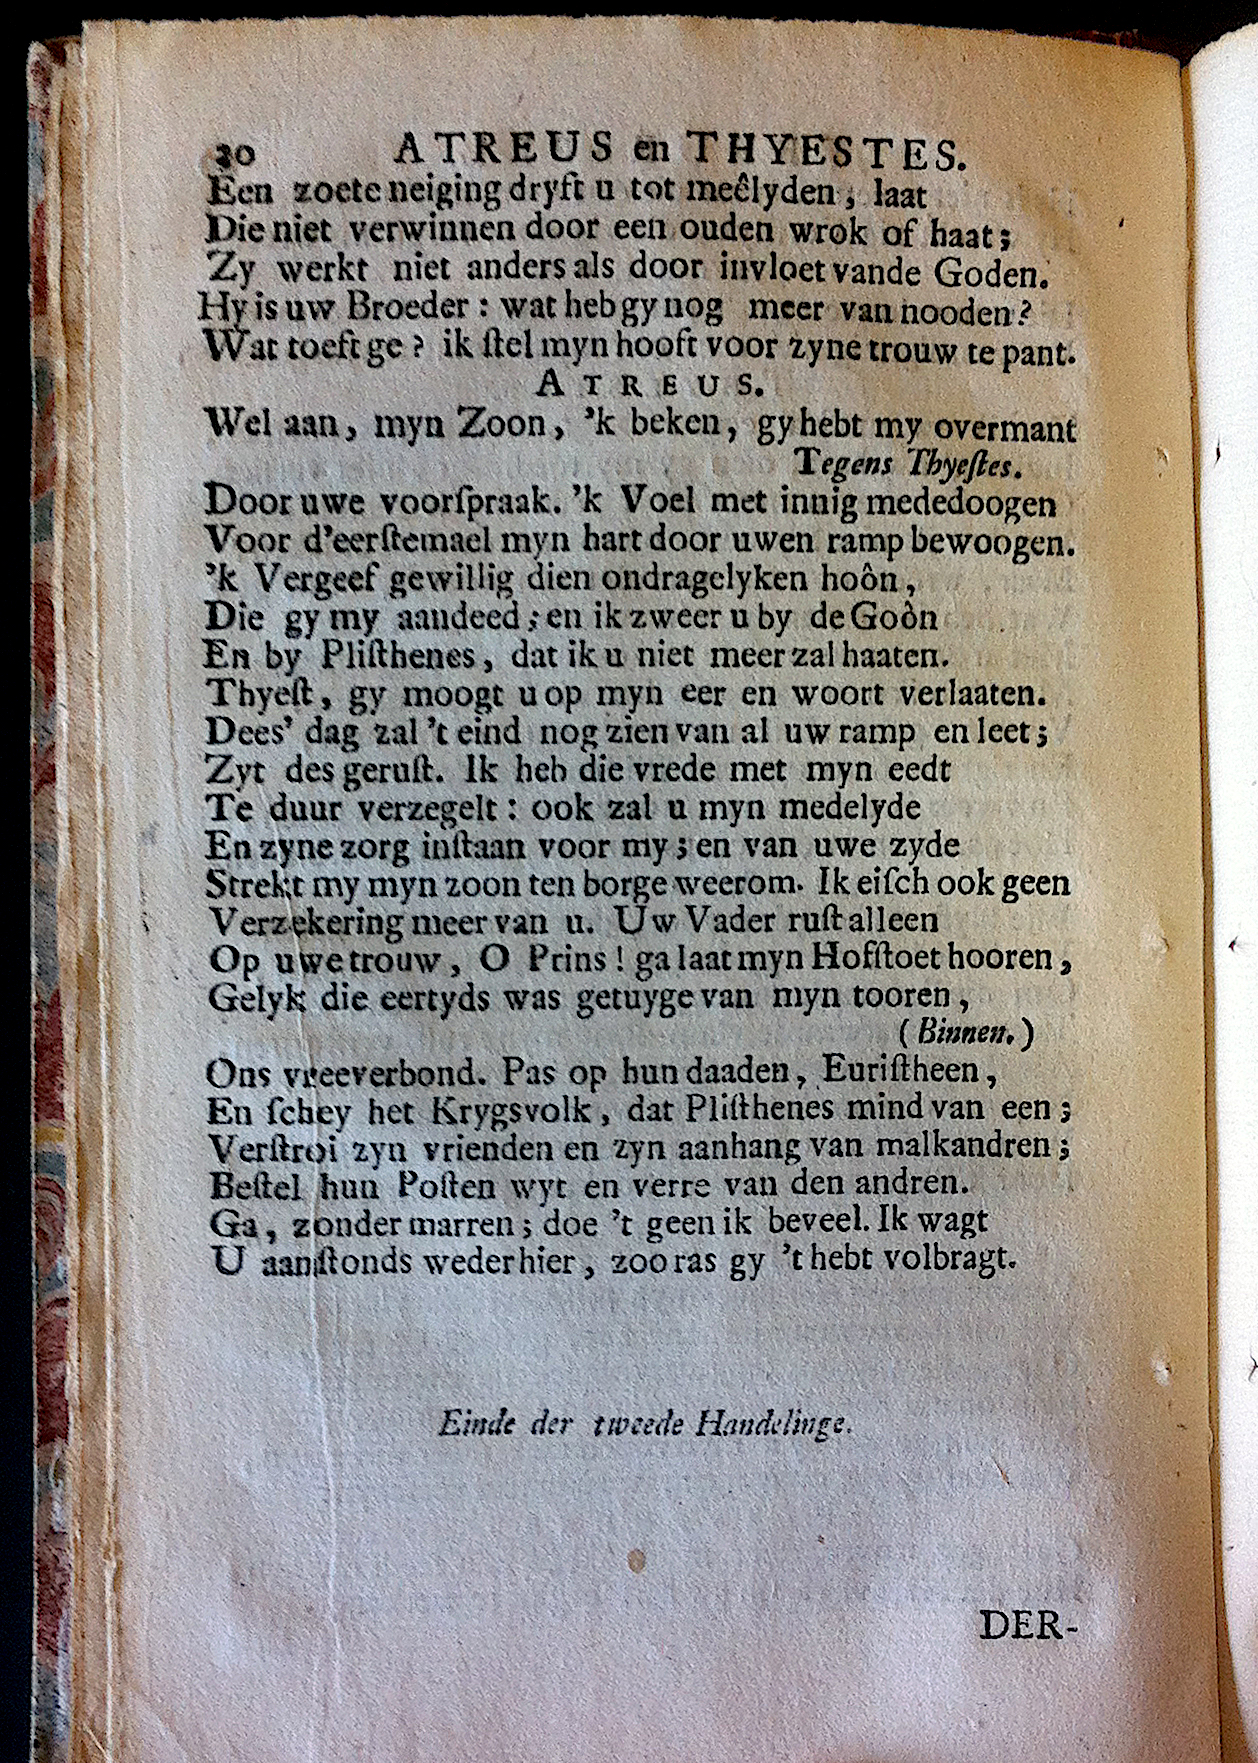 30 ATREUS en THYESTES.
Een zoete neiging dryft u tot meêlyden, laat
Die niet verwinnen door een ouden wrok of haat;
Zy werkt niet anders als door invloet vande Goden.
Hy is uw Broeder: wat heb gy nog meer van nooden?
Wat toeft ge? ik ſtel myn hooft voor zyne trouw te pant.
ATREUS.
Wel aan, myn Zoon, 'k beken, gy hebt my overmant
Tegens Thyeſtes.
Door uwe voorſpraak. 'k Voel met innig mededoogen
Voor d'eerſtemael myn hart door uwen ramp bewoogen.
'k Vergeef gewillig dien ondragelyken hoôn,
Die gy my aandeed; en ik zweer u by de Goôn
En by Pliſthenes, dat ik u niet meer zal haaten.
Thyeſt, gy moogt u op myn eer en woort verlaaten.
Dees' dag zal 't eind nog zien van al uw ramp en leet;
Zyt des geruſt. Ik heb die vrede met myn eedt
Te duur verzegelt: ook zal u myn medelyde
En zyne zorg inſtaan voor my; en van uwe zyde
Strekt my myn zoon ten borge weerom. Ik eiſch ook geen
Verzekering meer van u. Uw Vader ruſt alleen
Op uwe trouw, O Prins! ga laat myn Hofſtoet hooren,
Gelyk die eertyds was getuyge van myn tooren,
(Binnen.)
Ons vreeverbond. Pas op hun daaden, Euriſtheen,
En ſchey het Krygsvolk, dat Pliſthenes mind van een;
Verſtroi zyn vrienden en zyn aanhang van malkandren;
Beſtel hun Poſten wyt en verre van den andren.
Ga, zonder marren; doe 't geen ik beveel. Ik wagt
U aanſtonds weder hier, zoo ras gy 't hebt volbragt.
Einde der tweede Handelinge.
DER-